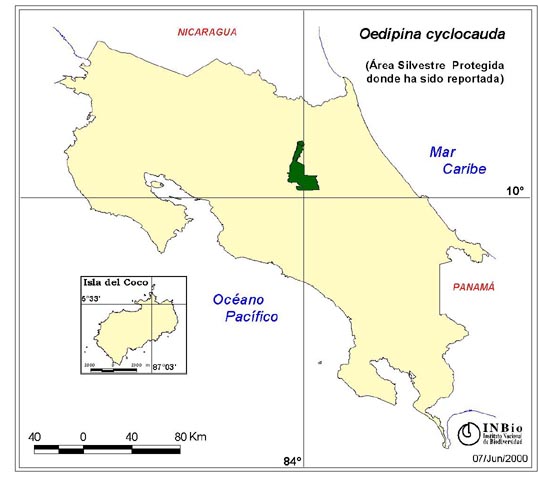 NICARAGUA
Oedipina cyclocauda
(Área Silvestre Protegida
donde ha sido reportada)
Mar
Caribe
10°
PANAMÁ
Isla del Coco
5°33'
87°03'
Océano
Pacífico
40 0 40 80 Km
84°
INBio
Instituto Nacional
de Biodiversidad
07/Jun/2000